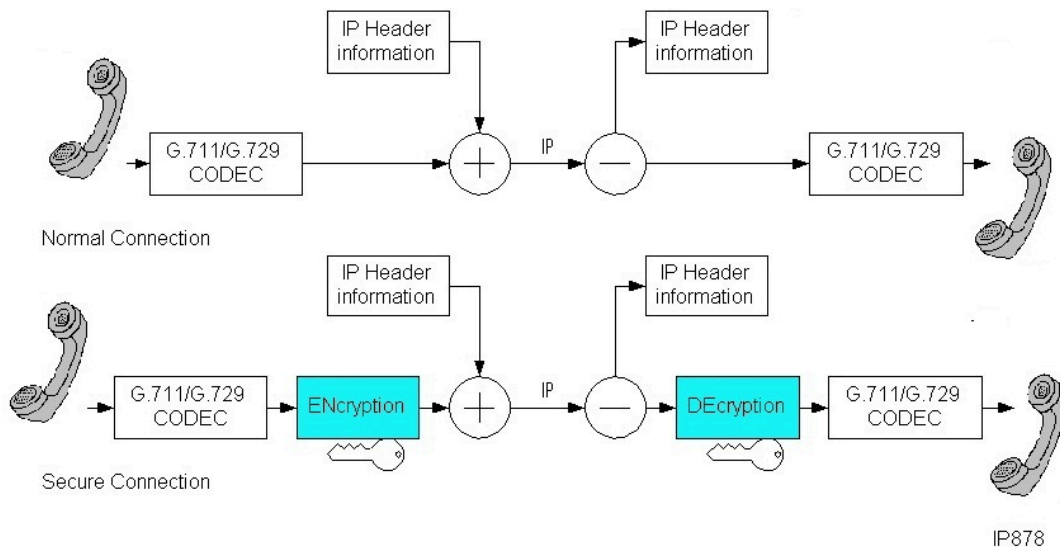 IP Header
information
IP Header
information
G.711/G.729
CODEC
IP
G.711/G.729
CODEC
Normal Connection
IP Header
information
IP Header
information
G.711/G.729
CODEC
ENcryption
IP
DEcryption
G.711/G.729
CODEC
Secure Connection
IP878